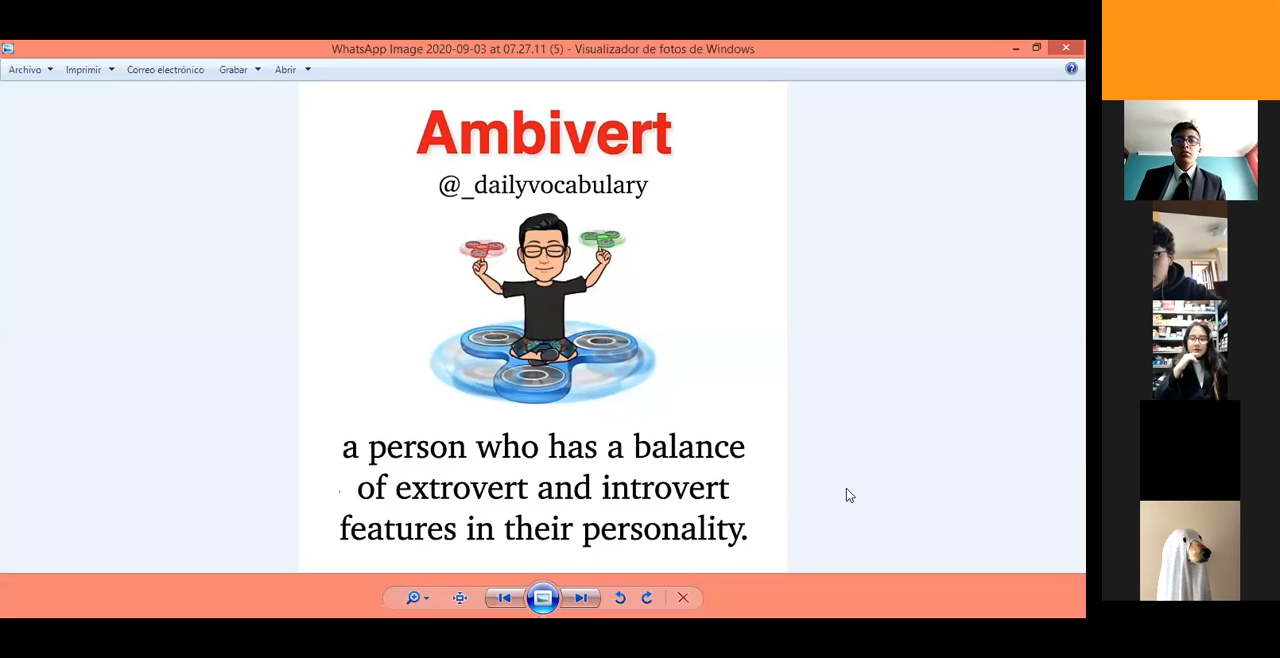 WhatsApp Image 2020-09-03 at 07.27.11 (5) - Visualizador de fotos de Windows
Archivo Imprimir Correo electrónico Grabar Abrir
Ambivert
@_dailyvocabulary
a person who has a balance
of extrovert and introvert
features in their personality.